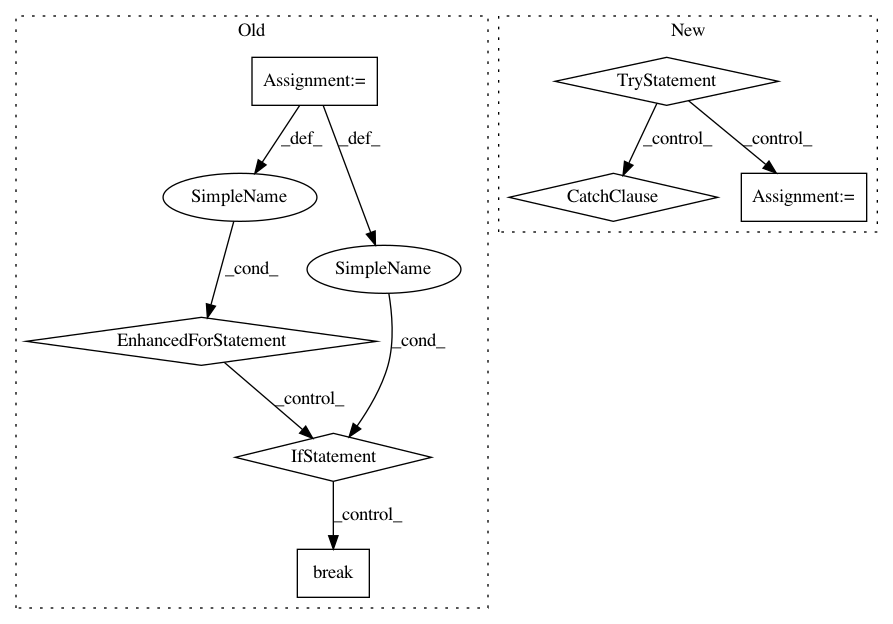 Old
New
Assignment:=
TryStatement
_def_
_def_
_control_
_control_
SimpleName
CatchClause
Assignment:=
_cond_
SimpleName
EnhancedForStatement
_cond_
_control_
IfStatement
_control_
break